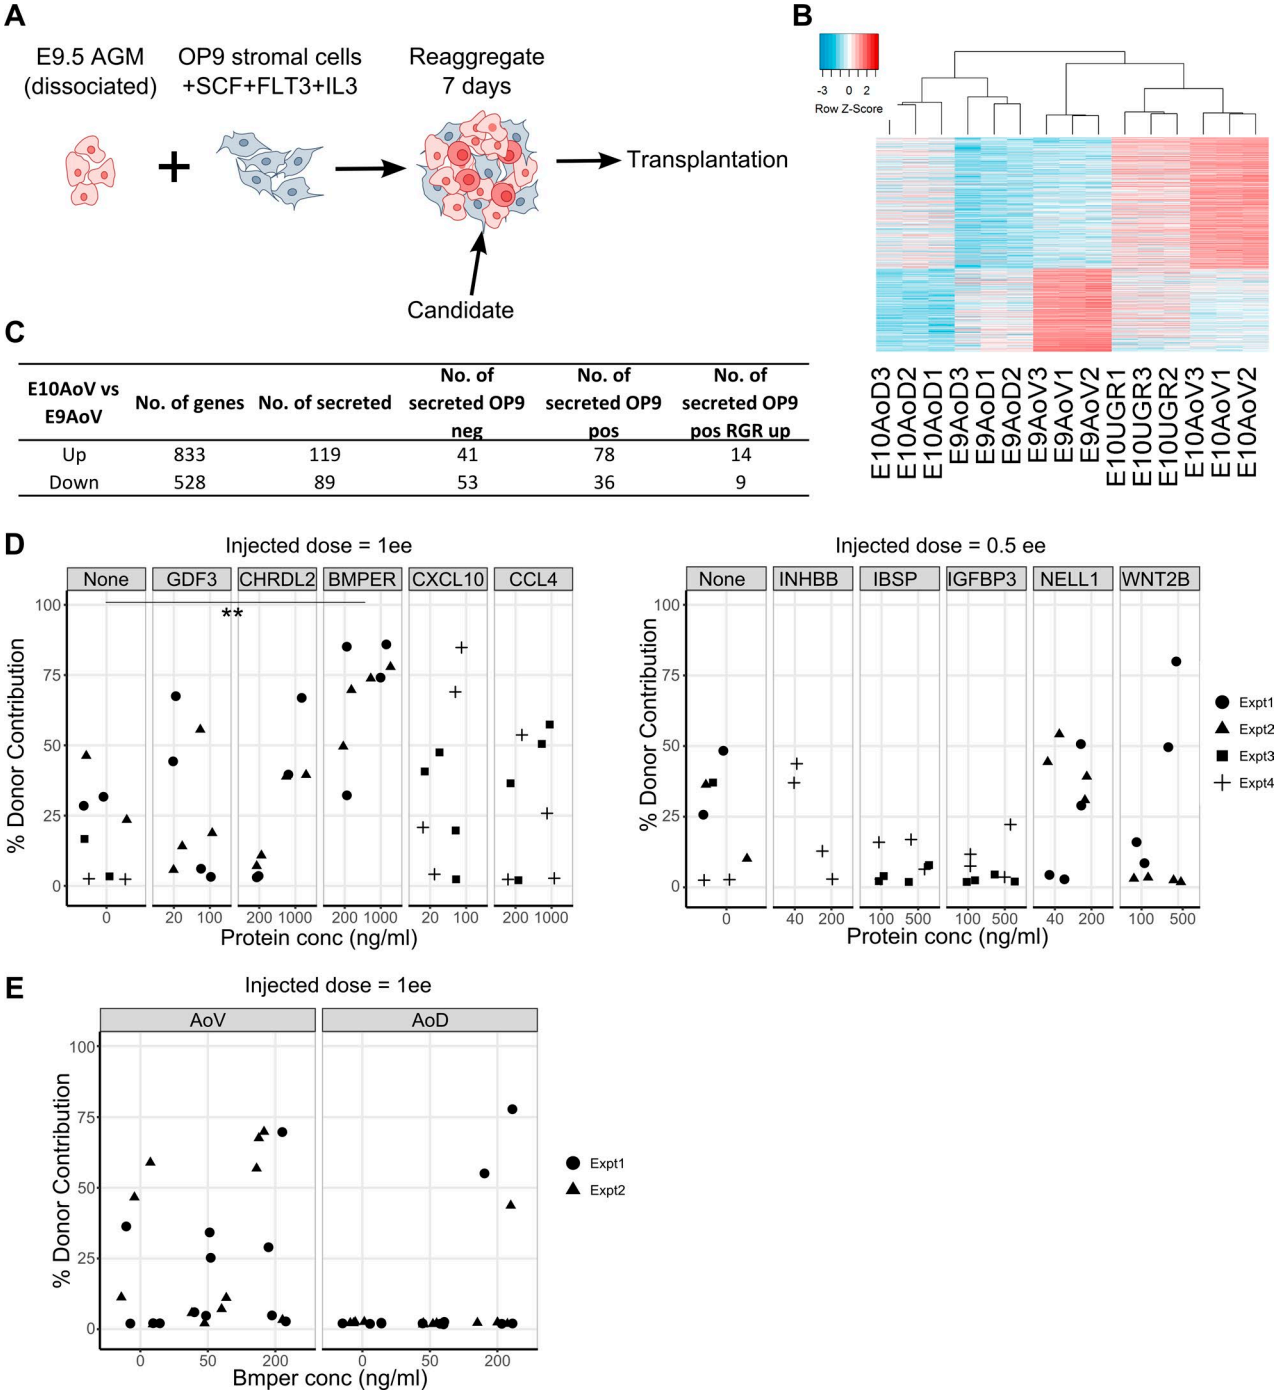 A
E9.5 AGM
(dissociated)
OP9 stromal cells
+SCF+FLT3+IL3
Reaggregate
7 days
Transplantation
Candidate
B
-3 0 2
Row Z-Score
E10AoD3
E10AoD2
E10AoD1
E9AoD3
E9AoD1
E9AoD2
E9AoV3
E9AoV1
E9AoV2
E10UGR1
E10UGR3
E10UGR2
E10AoV3
E10AoV1
E10AoV2
C
E10AoV vs E9AoV No. of genes No. of secreted No. of secreted OP9 neg No. of secreted OP9 pos No. of secreted OP9 pos RGR up
Up 833 119 41 78 14
Down 528 89 53 36 9
D
Injected dose = 1ee
None GDF3 CHRDL2 BMPER CXCL10 CCL4
**
% Donor Contribution
100
75
50
25
0
0 20 100 200 1000 200 1000 20 100 200 1000
Protein conc (ng/ml)
Injected dose = 0.5 ee
None INHBB IBSP IGFBP3 NELL1 WNT2B
% Donor Contribution
100
75
50
25
0
0 40 200 100 500 100 500 40 200 100 500
Protein conc (ng/ml)
Expt1
Expt2
Expt3
Expt4
E
Injected dose = 1ee
AoV AoD
% Donor Contribution
100
75
50
25
0
0 50 200 0 50 200
Bmper conc (ng/ml)
Expt1
Expt2